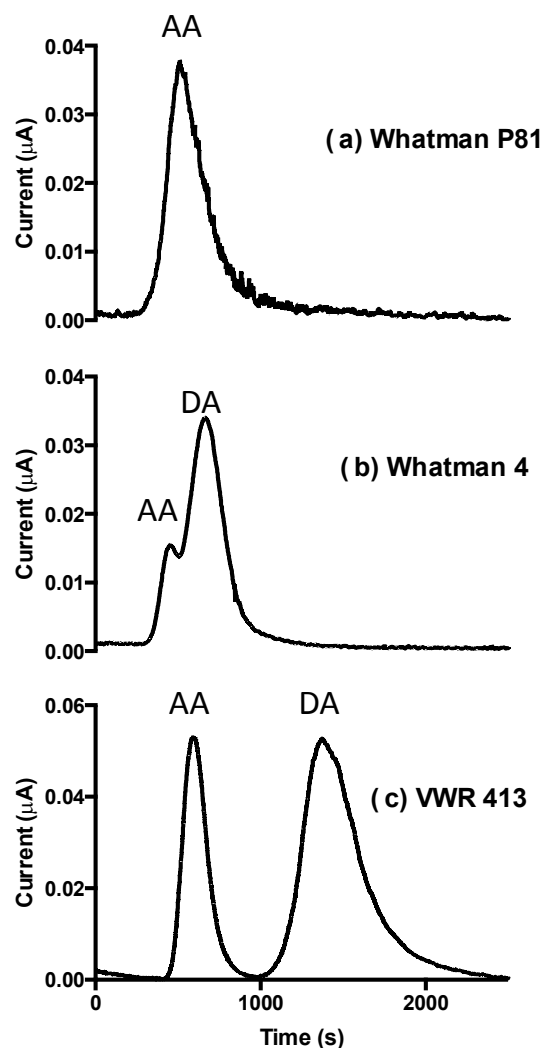 AA
0.04
0.03
0.02
0.01
0.00
Current (μA)
( a) Whatman P81
DA
AA
0.04
0.03
0.02
0.01
0.00
Current (μA)
( b) Whatman 4
AA DA
0.06
0.04
0.02
0.00
Current (μA)
( c) VWR 413
0 1000 2000
Time (s)